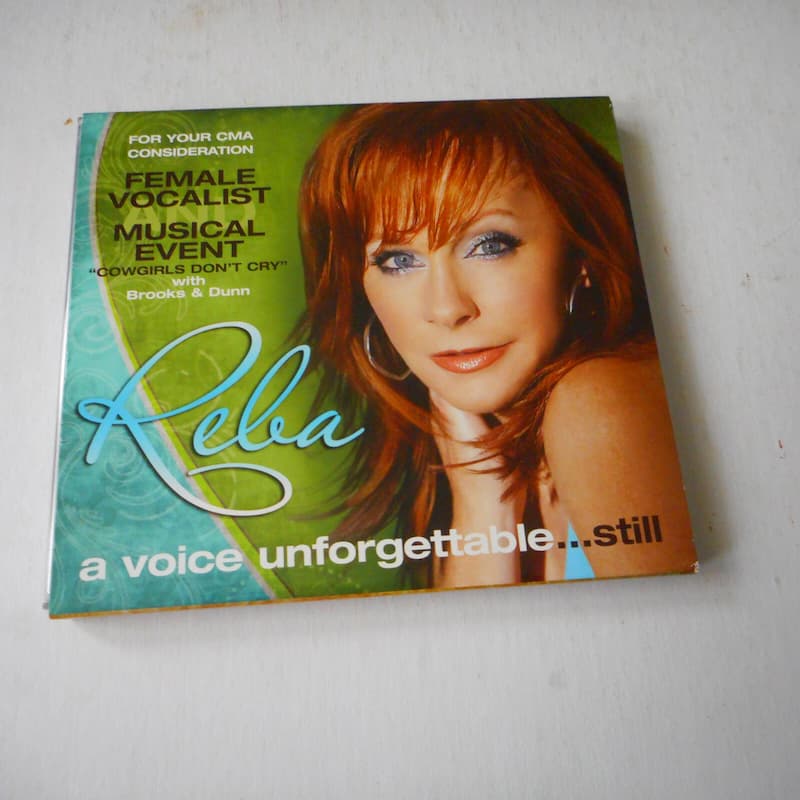 FOR YOUR CMA
CONSIDERATION
FEMALE
VOCALIST
AND
MUSICAL
EVENT
"COWGIRLS DON'T CRY"
with
Brooks & Dunn
Reba
a voice unforgettable...still